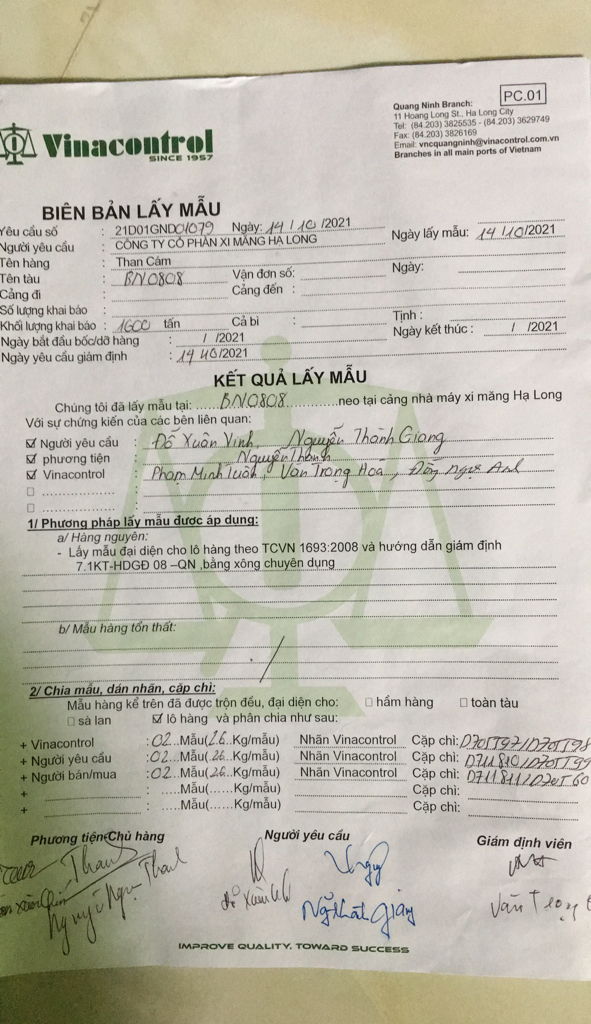 PC.01
Vinacontrol
SINCE 1957
Quang Ninh Branch:
11 Hoang Long St., Ha Long City
Tel: (84.203) 3825535 - (84.203) 3629749
Fax: (84.203) 3826169
Email: vncquangninh@vinacontrol.com.vn
Branches in all main ports of Vietnam
BIÊN BẢN LẤY MẪU
Yêu cầu số : 21D01GND01079 Ngày: 14/10/2021 Ngày lấy mẫu: 14/10/2021
Người yêu cầu : CÔNG TY CỔ PHẦN XI MĂNG HẠ LONG
Tên hàng : Than Cám
Tên tàu : BN0808 Vận đơn số: Ngày:
Cảng đi : Cảng đến :
Số lượng khai báo :
Khối lượng khai báo : 1600 tấn Cả bì : Tịnh :
Ngày bắt đầu bốc/dỡ hàng : / /2021 Ngày kết thúc : / /2021
Ngày yêu cầu giám định : 14/10/2021
KẾT QUẢ LẤY MẪU
Chúng tôi đã lấy mẫu tại: BN0808 neo tại cảng nhà máy xi măng Hạ Long
Với sự chứng kiến của các bên liên quan:
☑ Người yêu cầu : Đỗ Xuân Vinh, Nguyễn Thành Giang
☑ phương tiện : Nguyễn Thành
☑ Vinacontrol : Phạm Minh Tuân, Văn Trọng Hoá, Đồng Ngọc Anh
☐ .................. :
☐ .................. :
1/ Phương pháp lấy mẫu được áp dụng:
a/ Hàng nguyên:
- Lấy mẫu đại diện cho lô hàng theo TCVN 1693:2008 và hướng dẫn giám định
7.1KT-HDGĐ 08 –QN ,bằng xông chuyên dụng
b/ Mẫu hàng tổn thất:
/
2/ Chia mẫu, dán nhãn, cặp chì:
Mẫu hàng kể trên đã được trộn đều, đại diện cho: ☐ hầm hàng ☐ toàn tàu
☐ sà lan ☑ lô hàng và phân chia như sau:
+ Vinacontrol :02..Mẫu(26..Kg/mẫu) Nhãn Vinacontrol Cặp chì:
+ Người yêu cầu :02..Mẫu(26..Kg/mẫu) Nhãn Vinacontrol Cặp chì:
+ Người bán/mua :02..Mẫu(26..Kg/mẫu) Nhãn Vinacontrol Cặp chì:
+ :.....Mẫu(......Kg/mẫu) Cặp chì:
+ :.....Mẫu(......Kg/mẫu) Cặp chì:
Phương tiện-Chủ hàng Người yêu cầu Giám định viên
Ng Thành Giang Văn Trọng
IMPROVE QUALITY, TOWARD SUCCESS